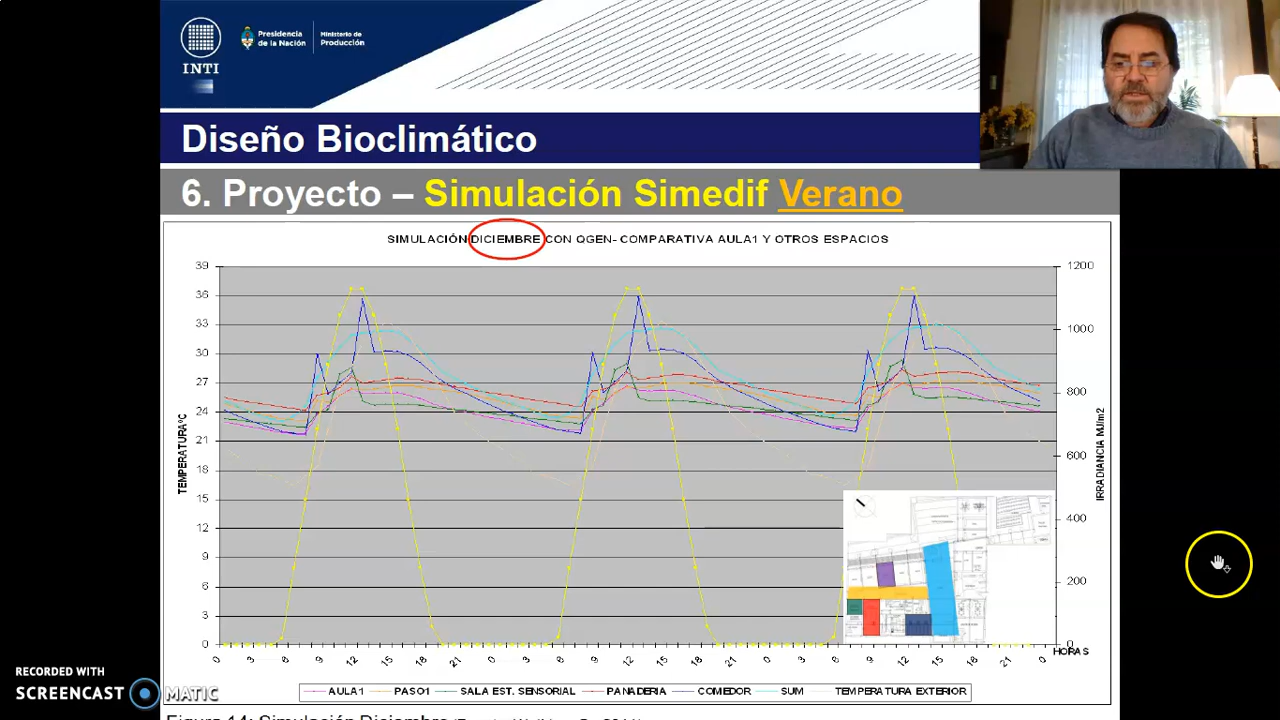 INTI
Presidencia
de la Nación
Ministerio de
Producción
Diseño Bioclimático
6. Proyecto – Simulación Simedif Verano
SIMULACIÓN DICIEMBRE CON QGEN- COMPARATIVA AULA1 Y OTROS ESPACIOS
39
36
33
30
27
24
21
18
15
12
9
6
3
0
TEMPERATURA°C
1200
1000
800
600
400
200
0
IRRADIANCIA MJ/m2
0 3 6 9 12 15 18 21 0 3 6 9 12 15 18 21 0 3 6 9 12 15 18 21 0
HORAS
AULA1 PASO1 SALA EST. SENSORIAL PANADERIA COMEDOR SUM TEMPERATURA EXTERIOR
RECORDED WITH
SCREENCAST MATIC